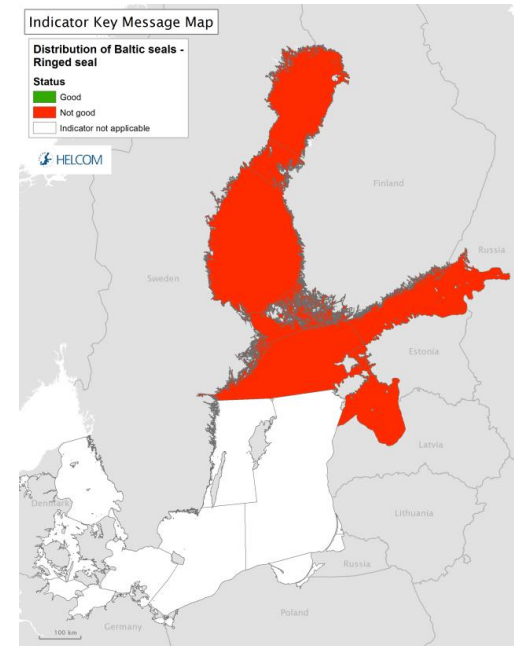 Indicator Key Message Map
Distribution of Baltic seals -
Ringed seal
Status
Good
Not good
Indicator not applicable
HELCOM
Finland
Russia
Sweden
Estonia
Latvia
Denmark
Lithuania
Russia
Poland
Germany
100 km